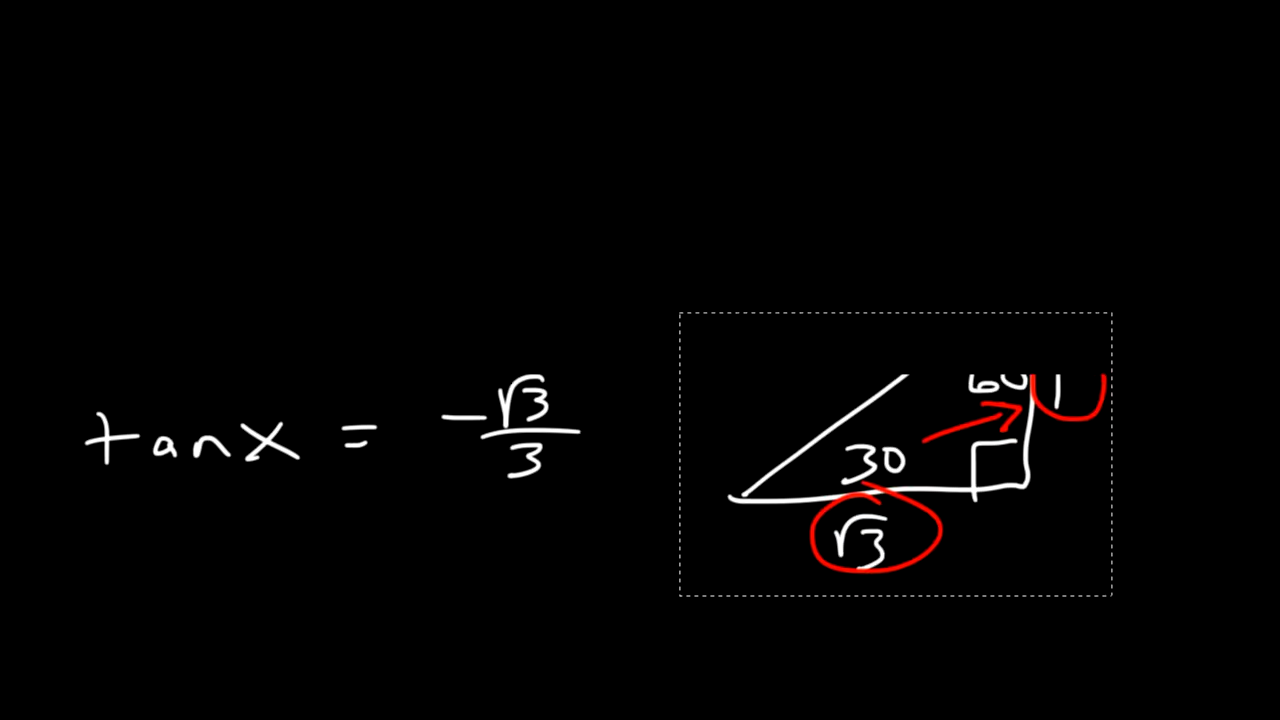 tanx = -√3/3
60 1
30
√3